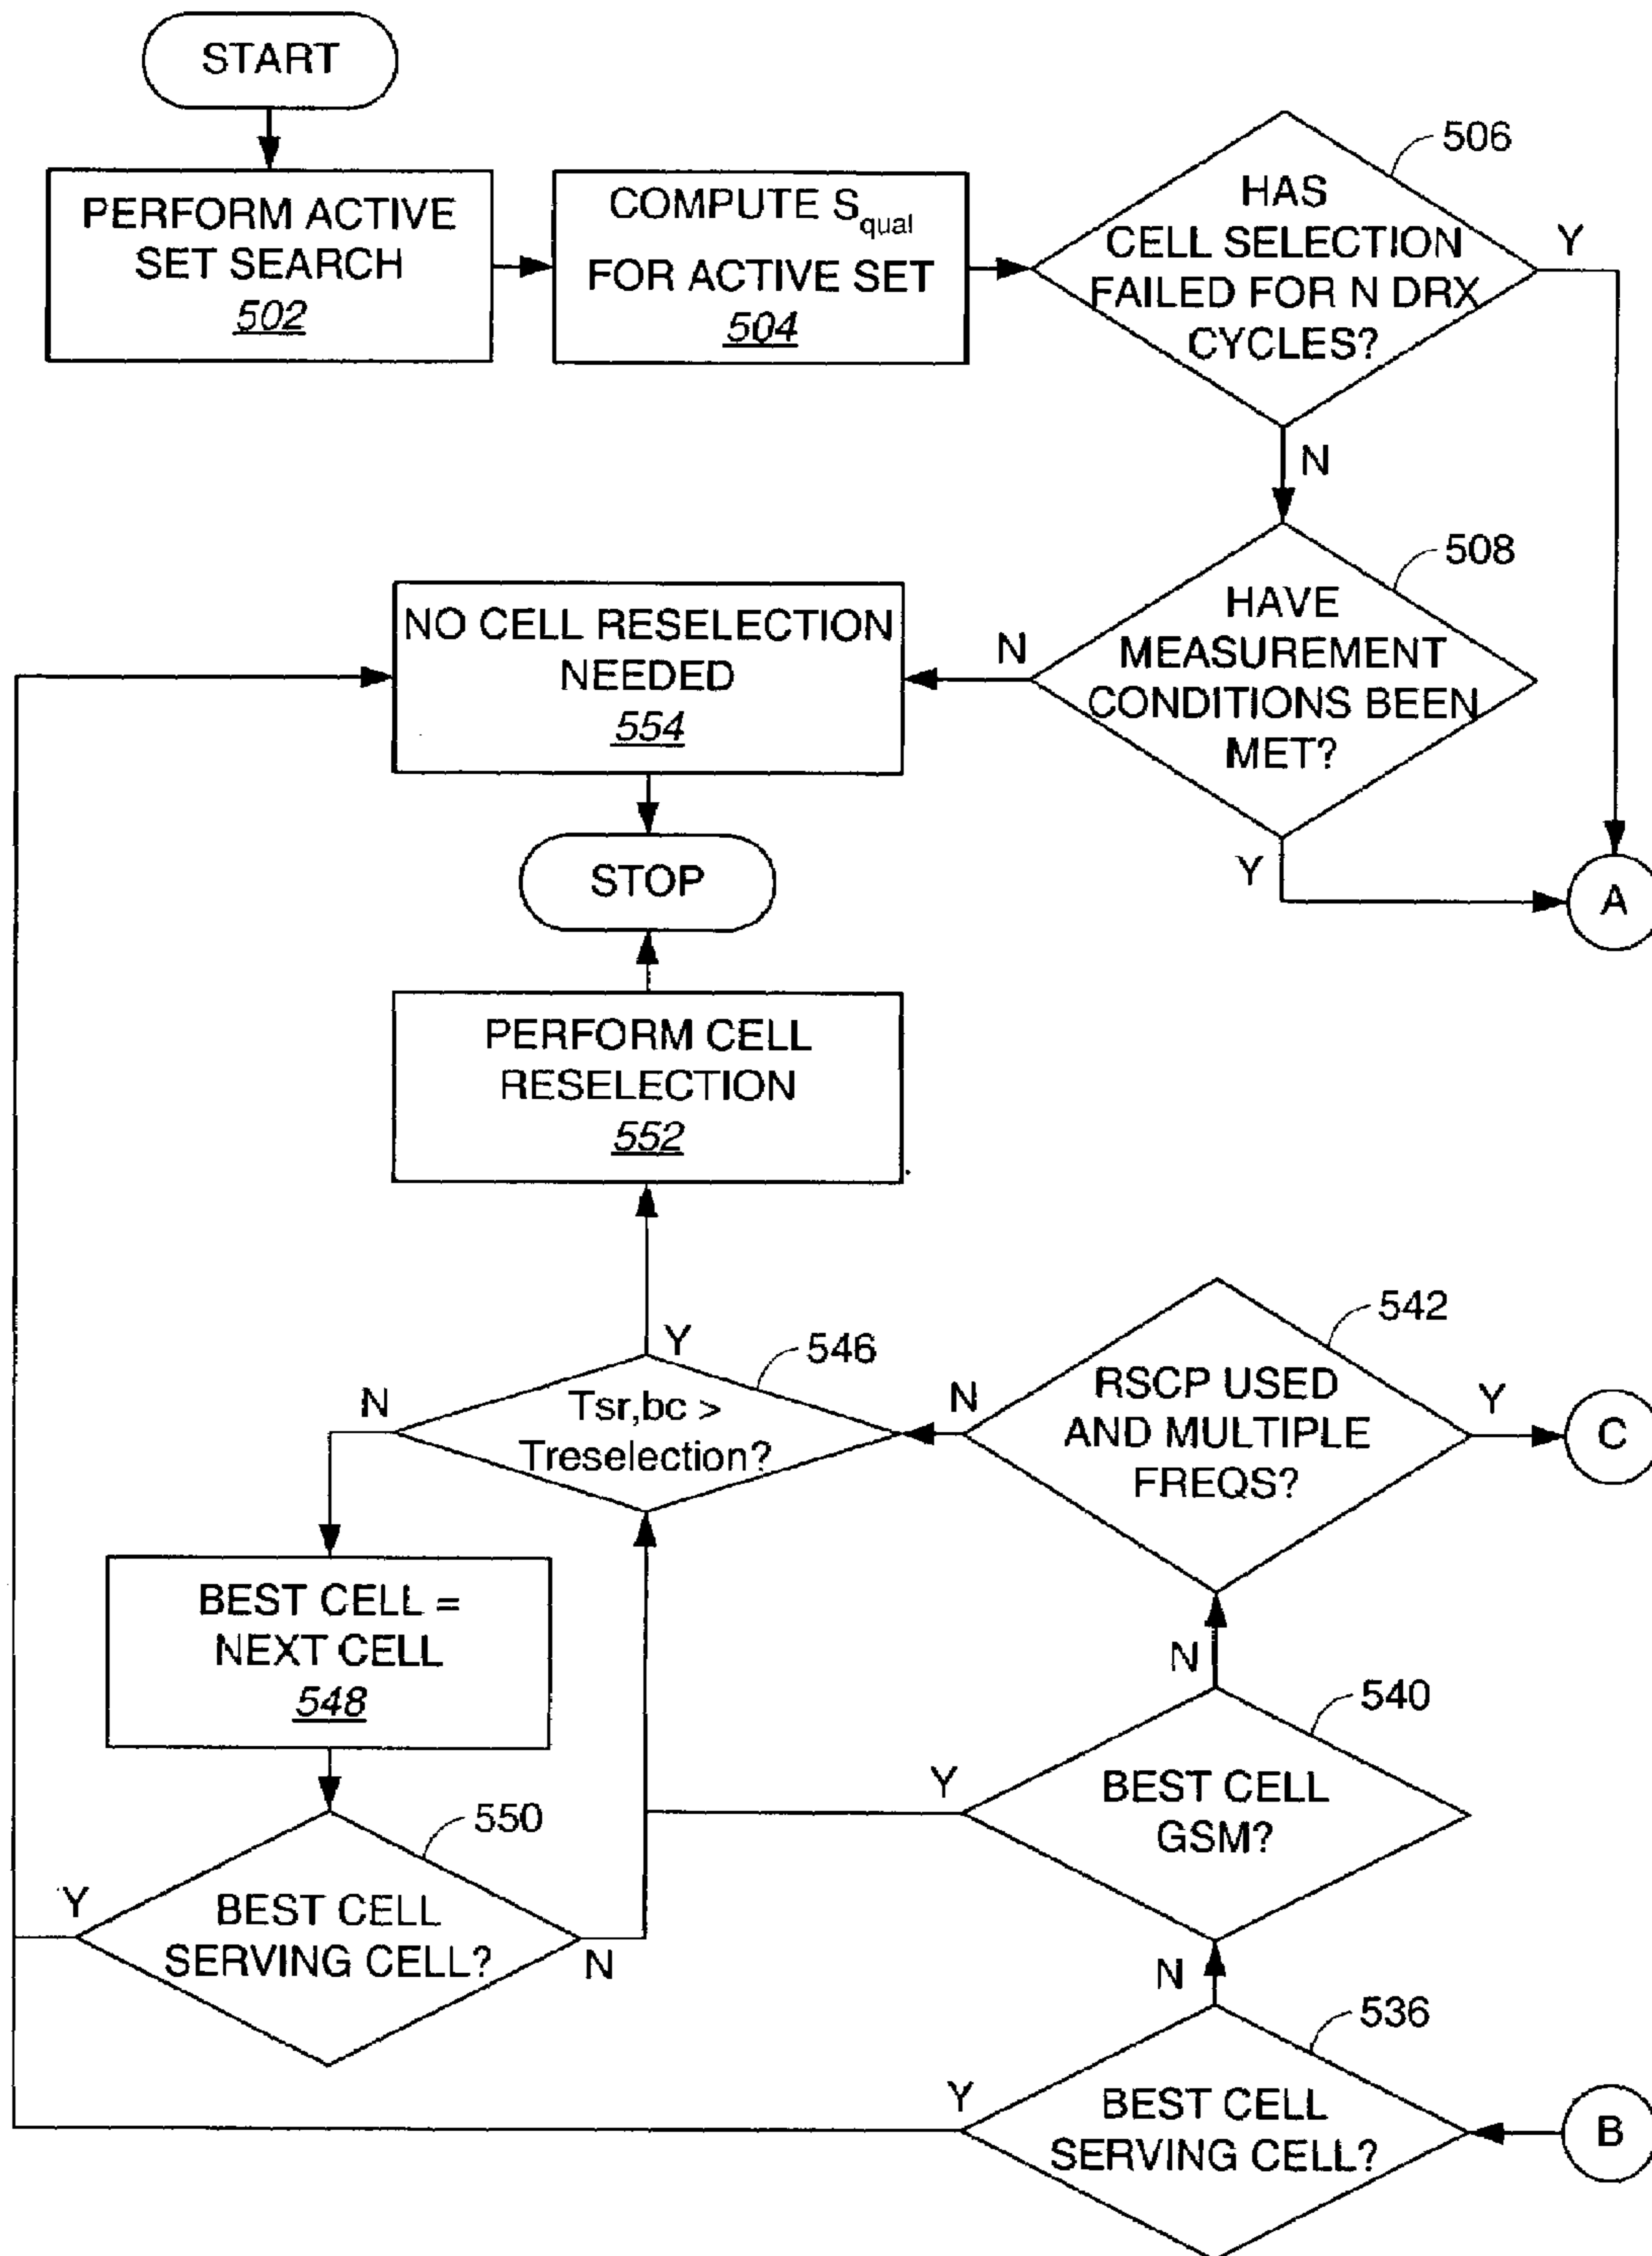 START
PERFORM ACTIVE
SET SEARCH
502
COMPUTE Squal
FOR ACTIVE SET
504
506
HAS
CELL SELECTION
FAILED FOR N DRX
CYCLES?
Y
N
508
HAVE
MEASUREMENT
CONDITIONS BEEN
MET?
N
Y
NO CELL RESELECTION
NEEDED
554
STOP
A
PERFORM CELL
RESELECTION
552
542
RSCP USED
AND MULTIPLE
FREQS?
N
Y
C
546
Tsr,bc >
Treselection?
Y
N
BEST CELL =
NEXT CELL
548
N
540
BEST CELL
GSM?
Y
550
BEST CELL
SERVING CELL?
Y
N
N
536
BEST CELL
SERVING CELL?
Y
B